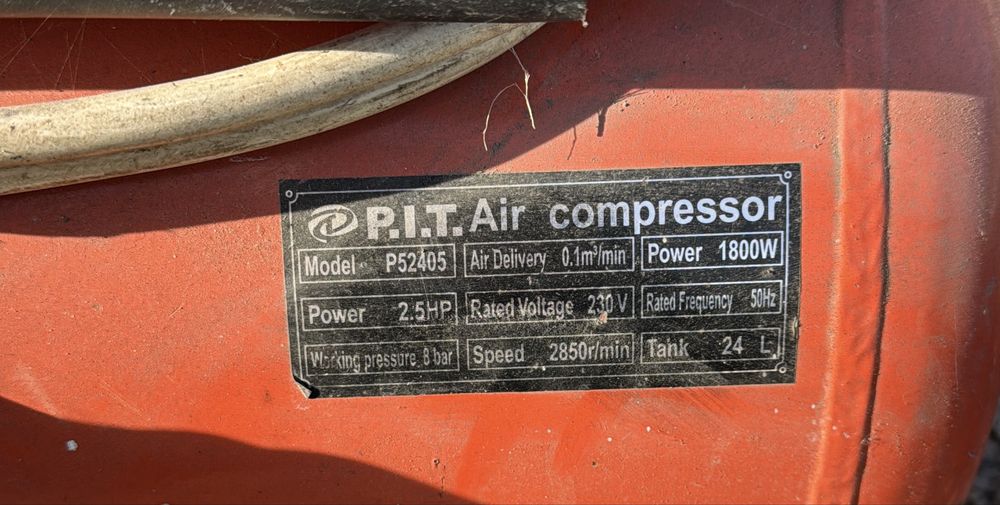 P.I.T. Air compressor
Model P52405 Air Delivery 0.1m³/min Power 1800W
Power 2.5HP Rated Voltage 230V Rated Frequency 50Hz
Working pressure 8 bar Speed 2850r/min Tank 24 L